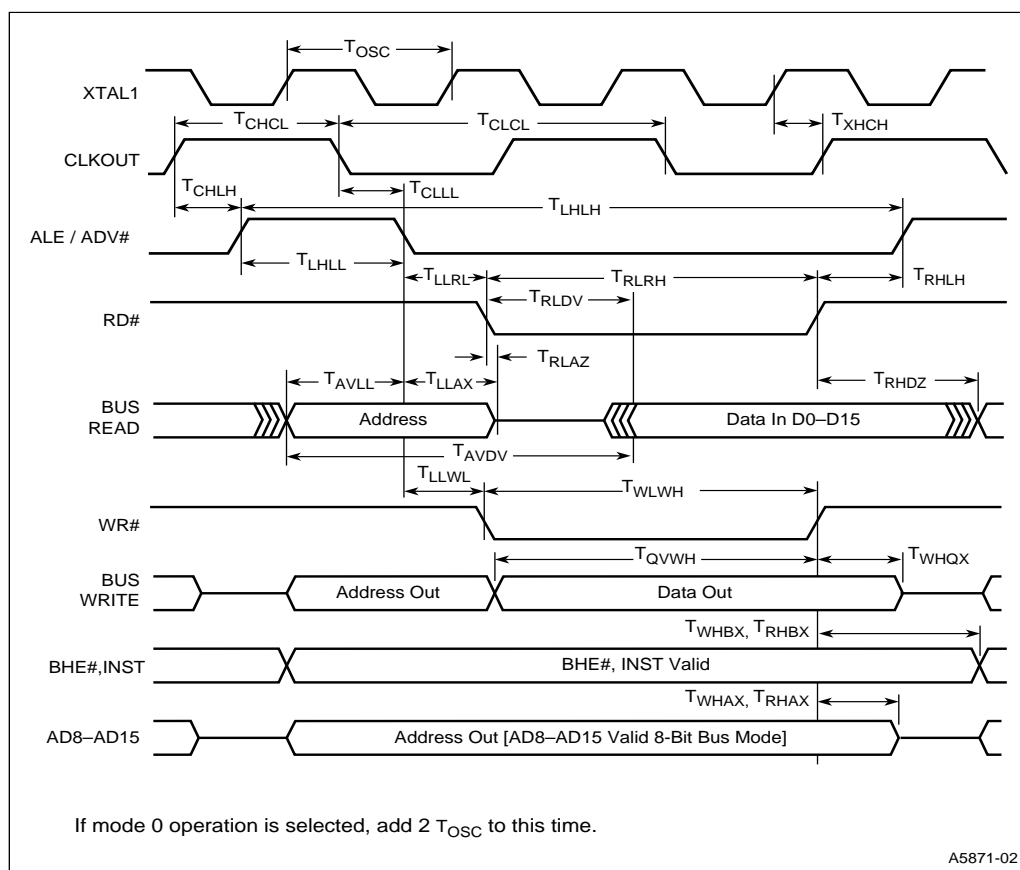 TOSC
XTAL1
TCHCL
TCLCL
TXHCH
CLKOUT
TCHLH
TCLLL
TLHLH
ALE / ADV#
TLHLL
TLLRL
TRLRH
TRHLH
TRLDV
RD#
TRLAZ
TAVLL
TLLAX
TRHDZ
BUS
READ
Address
Data In D0–D15
TAVDV
TLLWL
TWLWH
WR#
TQVWH
TWHQX
BUS
WRITE
Address Out
Data Out
TWHBX, TRHBX
BHE#,INST
BHE#, INST Valid
TWHAX, TRHAX
AD8–AD15
Address Out [AD8–AD15 Valid 8-Bit Bus Mode]
If mode 0 operation is selected, add 2 TOSC to this time.
A5871-02